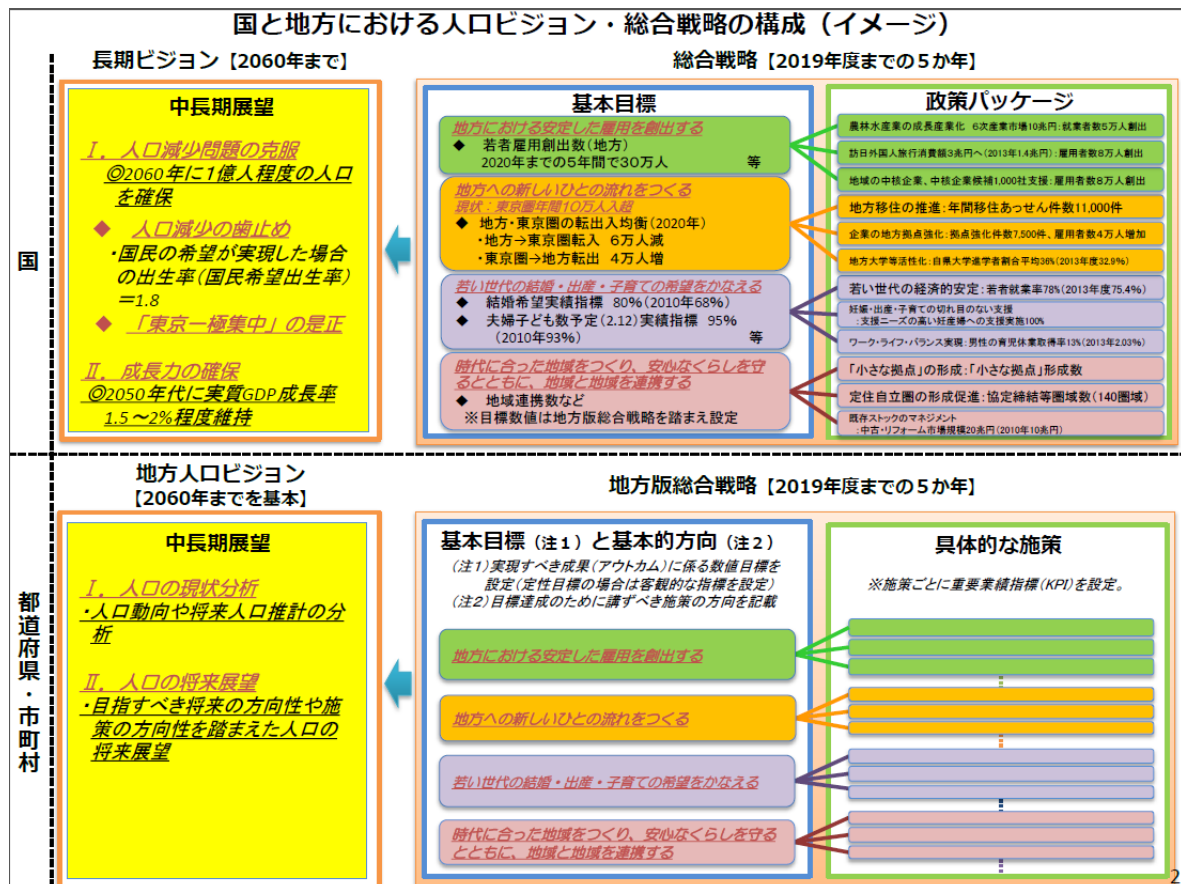 国と地方における人口ビジョン・総合戦略の構成（イメージ）
長期ビジョン【2060年まで】
総合戦略【2019年度までの５か年】
国
中長期展望
Ⅰ．人口減少問題の克服
◎2060年に1億人程度の人口
を確保
◆ 人口減少の歯止め
・国民の希望が実現した場合
の出生率(国民希望出生率)
＝1.8
◆ 「東京一極集中」の是正
Ⅱ．成長力の確保
◎2050年代に実質GDP成長率
1.5～2%程度維持
基本目標
地方における安定した雇用を創出する
◆ 若者雇用創出数(地方)
2020年までの5年間で30万人 等
地方への新しいひとの流れをつくる
現状：東京圏年間10万人入超
◆ 地方・東京圏の転出入均衡(2020年)
・地方→東京圏転入 6万人減
・東京圏→地方転出 4万人増
若い世代の結婚・出産・子育ての希望をかなえる
◆ 結婚希望実績指標 80%(2010年68%)
◆ 夫婦子ども数予定(2.12)実績指標 95%
(2010年93%) 等
時代に合った地域をつくり、安心なくらしを守
るとともに、地域と地域を連携する
◆ 地域連携数など
※目標数値は地方版総合戦略を踏まえ設定
政策パッケージ
農林水産業の成長産業化 6次産業市場10兆円：就業者数5万人創出
訪日外国人旅行消費額3兆円へ(2013年1.4兆円)：雇用者数8万人創出
地域の中核企業、中核企業候補1,000社支援：雇用者数8万人創出
地方移住の推進：年間移住あっせん件数11,000件
企業の地方拠点強化：拠点強化件数7,500件、雇用者数4万人増加
地方大学等活性化：自県大学進学者割合平均36%(2013年度32.9%)
若い世代の経済的安定：若者就業率78%(2013年度75.4%)
妊娠・出産・子育ての切れ目のない支援
：支援ニーズの高い妊産婦への支援実施100%
ワーク・ライフ・バランス実現：男性の育児休業取得率13%(2013年2.03%)
「小さな拠点」の形成：「小さな拠点」形成数
定住自立圏の形成促進：協定締結等圏域数(140圏域)
既存ストックのマネジメント
：中古・リフォーム市場規模20兆円(2010年10兆円)
都道府県・市町村
地方人口ビジョン
【2060年までを基本】
地方版総合戦略【2019年度までの５か年】
中長期展望
Ⅰ．人口の現状分析
・人口動向や将来人口推計の分
析
Ⅱ．人口の将来展望
・目指すべき将来の方向性や施
策の方向性を踏まえた人口の
将来展望
基本目標（注１）と基本的方向（注２）
(注1)実現すべき成果(アウトカム)に係る数値目標を
設定(定性目標の場合は客観的な指標を設定)
(注2)目標達成のために講ずべき施策の方向を記載
地方における安定した雇用を創出する
地方への新しいひとの流れをつくる
若い世代の結婚・出産・子育ての希望をかなえる
時代に合った地域をつくり、安心なくらしを守る
とともに、地域と地域を連携する
具体的な施策
※施策ごとに重要業績指標(KPI)を設定。
2